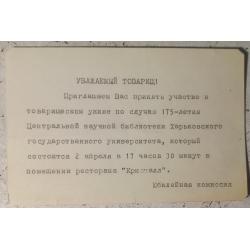 УВАЖАЕМЫЙ ТОВАРИЩ!
Приглашаем Вас принять участие в
товарищеском ужине по случаю 175-летия
Центральной научной библиотеки Харьковского
государственного университета, который
состоится 2 апреля в 17 часов 30 минут в
помещении ресторана "Кристалл".
Юбилейная комиссия